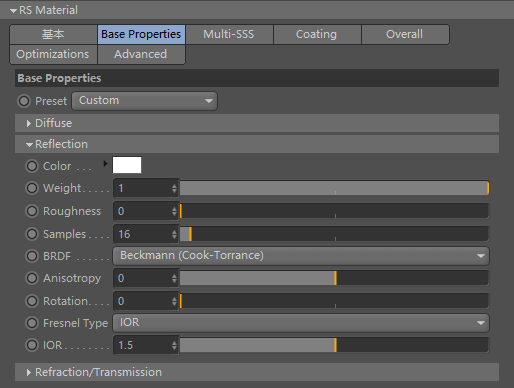 RS Material
基本 Base Properties Multi-SSS Coating Overall
Optimizations Advanced
Base Properties
Preset Custom
Diffuse
Reflection
Color . . .
Weight. . . . . 1
Roughness 0
Samples. . . . 16
BRDF . . . . . . Beckmann (Cook-Torrance)
Anisotropy 0
Rotation. . . . 0
Fresnel Type IOR
IOR. . . . . . . . 1.5
Refraction/Transmission